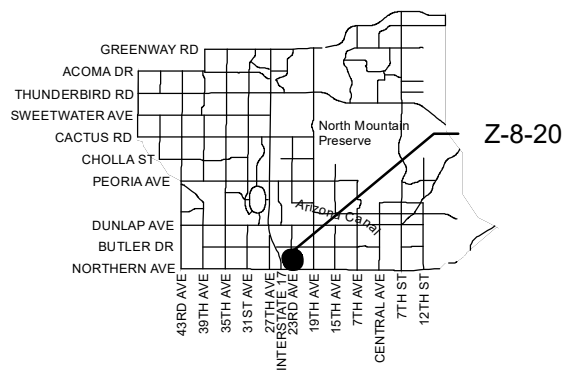 GREENWAY RD
ACOMA DR
THUNDERBIRD RD
SWEETWATER AVE
CACTUS RD
CHOLLA ST
PEORIA AVE
DUNLAP AVE
BUTLER DR
NORTHERN AVE
North Mountain
Preserve
Z-8-20
Arizona Canal
43RD AVE
39TH AVE
35TH AVE
31ST AVE
27TH AVE
INTERSTATE 17
23RD AVE
19TH AVE
15TH AVE
7TH AVE
CENTRAL AVE
7TH ST
12TH ST